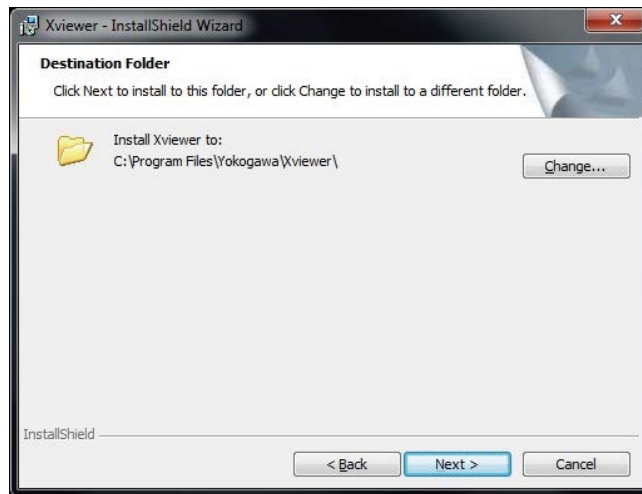 Xviewer - InstallShield Wizard
Destination Folder
Click Next to install to this folder, or click Change to install to a different folder.
Install Xviewer to:
C:\Program Files\Yokogawa\Xviewer\
Change...
InstallShield
< Back
Next >
Cancel